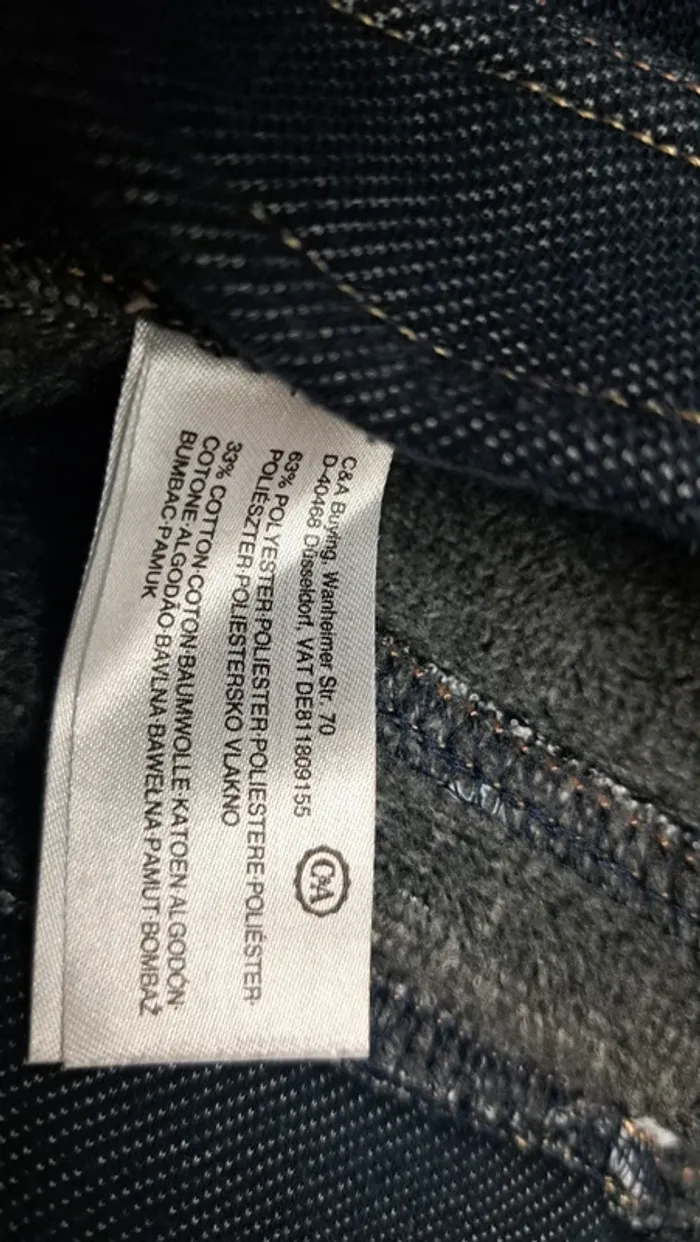 C&A Buying, Wanheimer Str. 70
D-40468 Düsseldorf, VAT DE811809155
C&A
63% POLYESTER·POLIESTER·POLIESTERE·POLIÉSTER·
POLIÉSZTER·POLIESTERSKO VLAKNO
33% COTTON·COTON·BAUMWOLLE·KATOEN·ALGODÓN·
COTONE·ALGODÃO·BAVLNA·BAWEŁNA·PAMUT·BOMBAŽ
BUMBAC·PAMUK